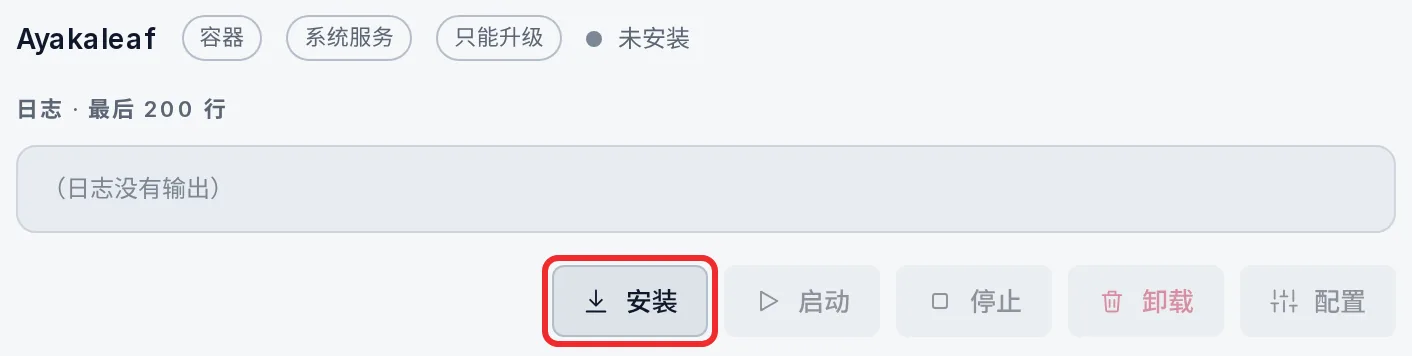 Ayakaleaf 容器 系统服务 只能升级 未安装
日志 · 最后 200 行
（日志没有输出）
安装 启动 停止 卸载 配置